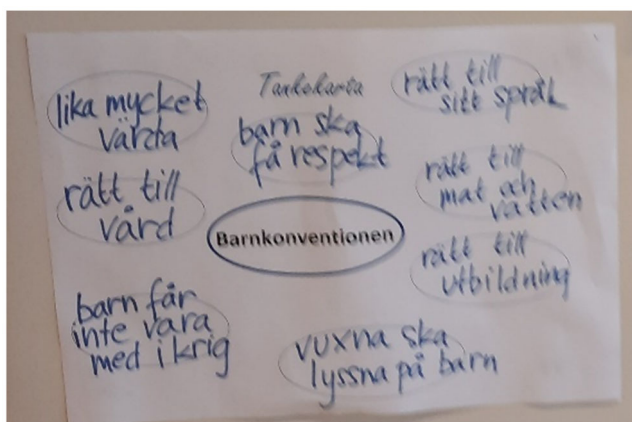 Tankekarta
lika mycket
värda
barn ska
få respekt
rätt till
sitt språk
rätt till
vård
Barnkonventionen
rätt till
mat och
vatten
rätt till
utbildning
barn får
inte vara
med i krig
vuxna ska
lyssna på barn